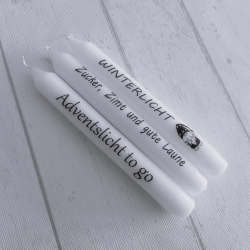 WINTERLICHT
Zucker, Zimt und gute Laune
Adventslicht to go